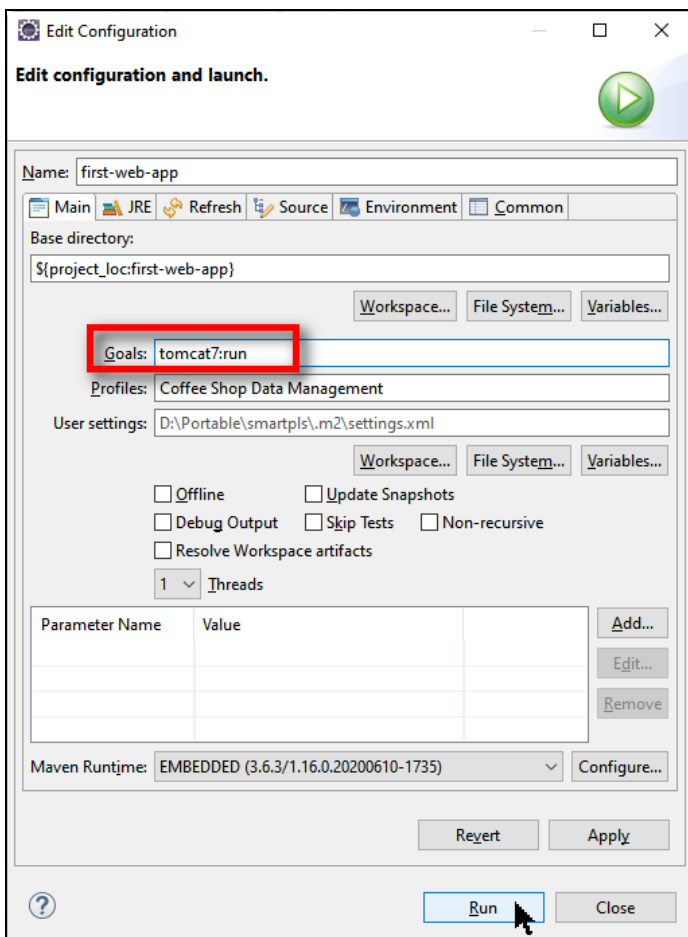 Edit Configuration
Edit configuration and launch.
Name: first-web-app
Main JRE Refresh Source Environment Common
Base directory:
${project_loc:first-web-app}
Workspace... File System... Variables...
Goals: tomcat7:run
Profiles: Coffee Shop Data Management
User settings: D:\Portable\smartpls\.m2\settings.xml
Workspace... File System... Variables...
Offline Update Snapshots
Debug Output Skip Tests Non-recursive
Resolve Workspace artifacts
1 Threads
Parameter Name Value Add...
Edit...
Remove
Maven Runtime: EMBEDDED (3.6.3/1.16.0.20200610-1735) Configure...
Revert Apply
? Run Close